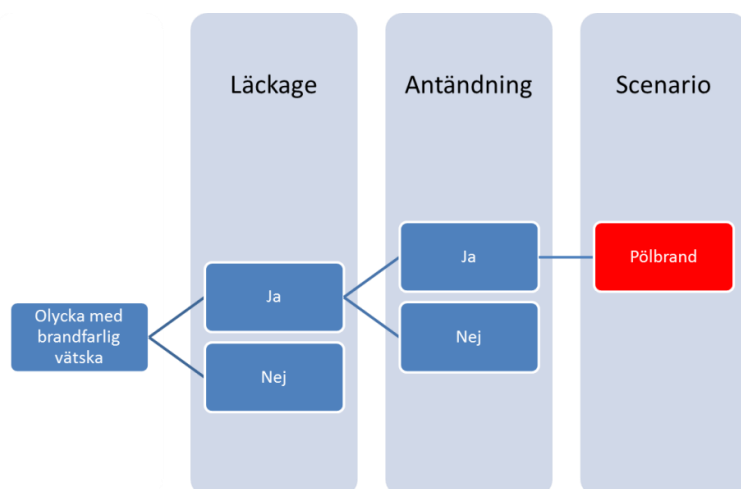 Läckage
Antändning
Scenario
Olycka med
brandfarlig
vätska
Ja
Nej
Ja
Nej
Pölbrand